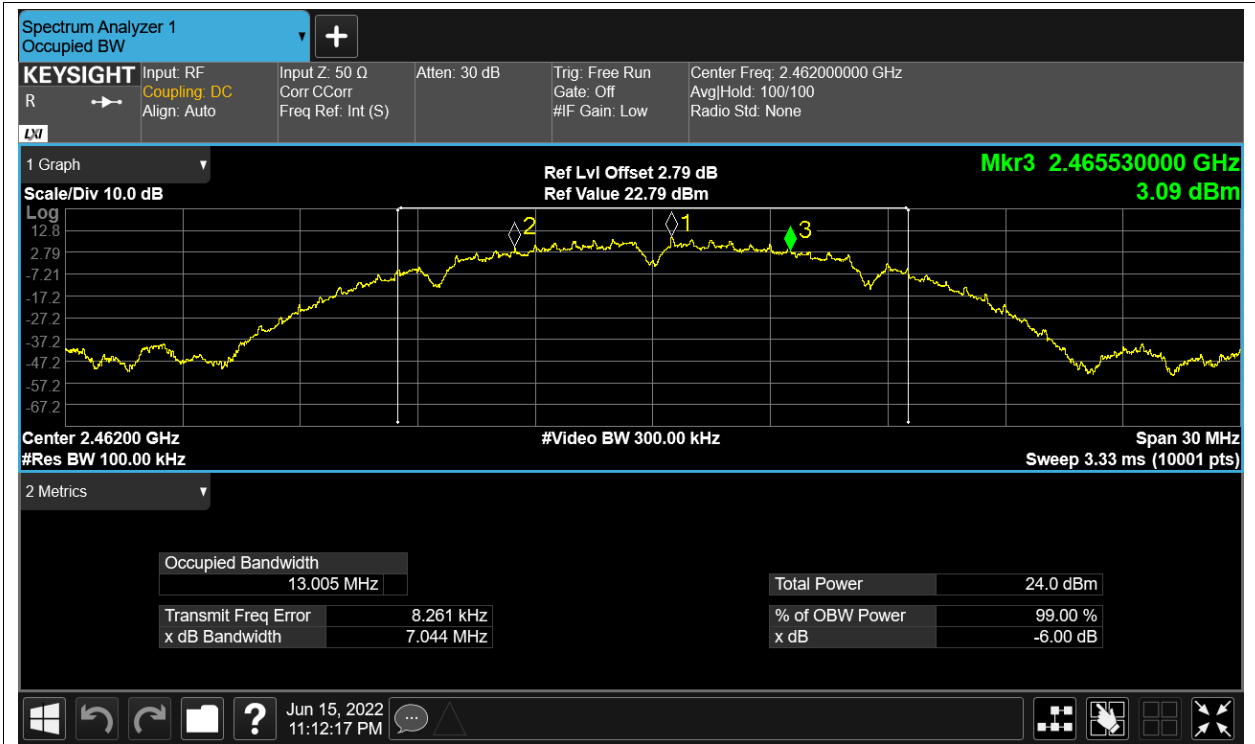 Spectrum Analyzer 1
Occupied BW
KEYSIGHT
R
LXI
Input: RF
Coupling: DC
Align: Auto
Input Z: 50 Ω
Corr CCorr
Freq Ref: Int (S)
Atten: 30 dB
Trig: Free Run
Gate: Off
#IF Gain: Low
Center Freq: 2.462000000 GHz
Avg|Hold: 100/100
Radio Std: None
1 Graph
Scale/Div 10.0 dB
Ref Lvl Offset 2.79 dB
Ref Value 22.79 dBm
Mkr3 2.465530000 GHz
3.09 dBm
Log
12.8
2.79
-7.21
-17.2
-27.2
-37.2
-47.2
-57.2
-67.2
2
1
3
Center 2.46200 GHz
#Video BW 300.00 kHz
Span 30 MHz
#Res BW 100.00 kHz
Sweep 3.33 ms (10001 pts)
2 Metrics
Occupied Bandwidth
13.005 MHz
Total Power 24.0 dBm
Transmit Freq Error 8.261 kHz
% of OBW Power 99.00 %
x dB Bandwidth 7.044 MHz
x dB -6.00 dB
?
Jun 15, 2022
11:12:17 PM